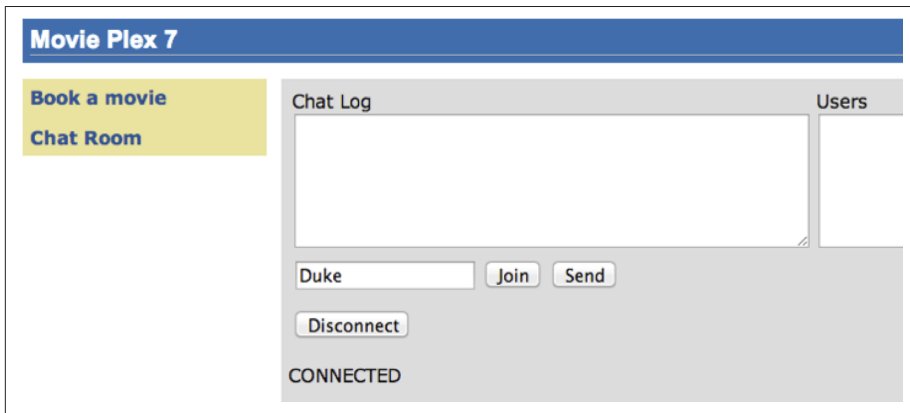 Movie Plex 7
Book a movie
Chat Room
Chat Log
Users
Duke
Join
Send
Disconnect
CONNECTED